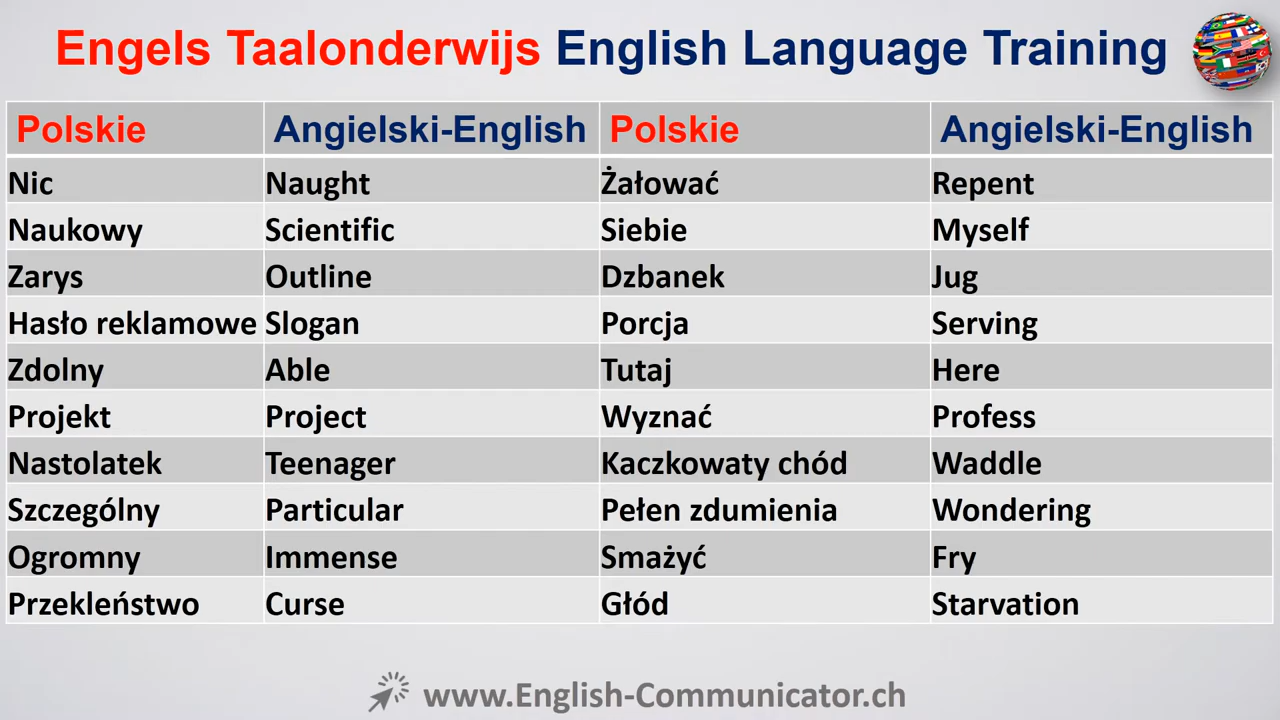 Engels Taalonderwijs English Language Training
Polskie Angielski-English Polskie Angielski-English
Nic Naught Żałować Repent
Naukowy Scientific Siebie Myself
Zarys Outline Dzbanek Jug
Hasło reklamowe Slogan Porcja Serving
Zdolny Able Tutaj Here
Projekt Project Wyznać Profess
Nastolatek Teenager Kaczkowaty chód Waddle
Szczególny Particular Pełen zdumienia Wondering
Ogromny Immense Smażyć Fry
Przekleństwo Curse Głód Starvation
www.English-Communicator.ch